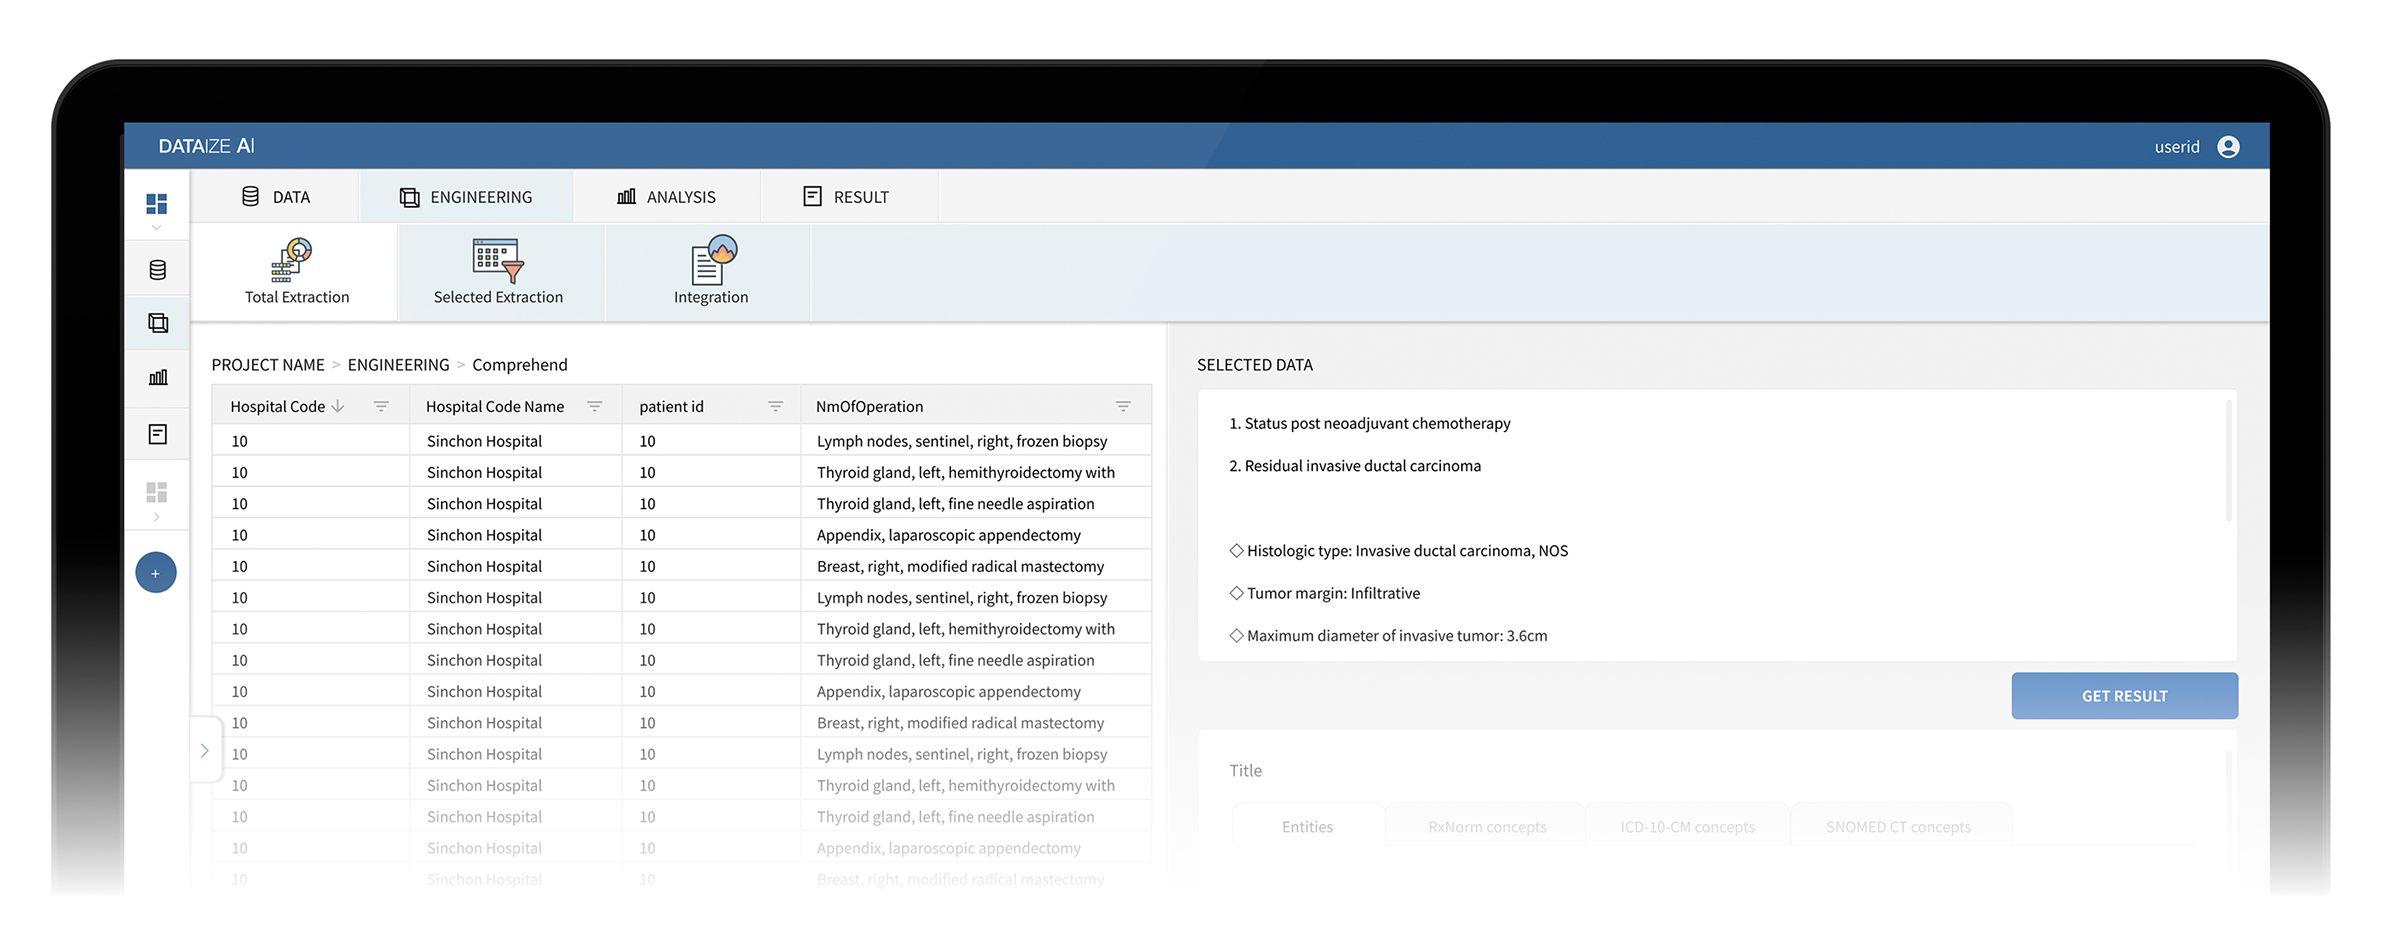 DATAIZE AI
userid
DATA
ENGINEERING
ANALYSIS
RESULT
Total Extraction
Selected Extraction
Integration
PROJECT NAME > ENGINEERING > Comprehend
Hospital Code Hospital Code Name patient id NmOfOperation
10 Sinchon Hospital 10 Lymph nodes, sentinel, right, frozen biopsy
10 Sinchon Hospital 10 Thyroid gland, left, hemithyroidectomy with
10 Sinchon Hospital 10 Thyroid gland, left, fine needle aspiration
10 Sinchon Hospital 10 Appendix, laparoscopic appendectomy
10 Sinchon Hospital 10 Breast, right, modified radical mastectomy
10 Sinchon Hospital 10 Lymph nodes, sentinel, right, frozen biopsy
10 Sinchon Hospital 10 Thyroid gland, left, hemithyroidectomy with
10 Sinchon Hospital 10 Thyroid gland, left, fine needle aspiration
10 Sinchon Hospital 10 Appendix, laparoscopic appendectomy
10 Sinchon Hospital 10 Breast, right, modified radical mastectomy
10 Sinchon Hospital 10 Lymph nodes, sentinel, right, frozen biopsy
10 Sinchon Hospital 10 Thyroid gland, left, hemithyroidectomy with
10 Sinchon Hospital 10 Thyroid gland, left, fine needle aspiration
10 Sinchon Hospital 10 Appendix, laparoscopic appendectomy
10 Sinchon Hospital 10 Breast, right, modified radical mastectomy
SELECTED DATA
1. Status post neoadjuvant chemotherapy
2. Residual invasive ductal carcinoma
◇ Histologic type: Invasive ductal carcinoma, NOS
◇ Tumor margin: Infiltrative
◇ Maximum diameter of invasive tumor: 3.6cm
GET RESULT
Title
Entities
RxNorm concepts
ICD-10-CM concepts
SNOMED CT concepts